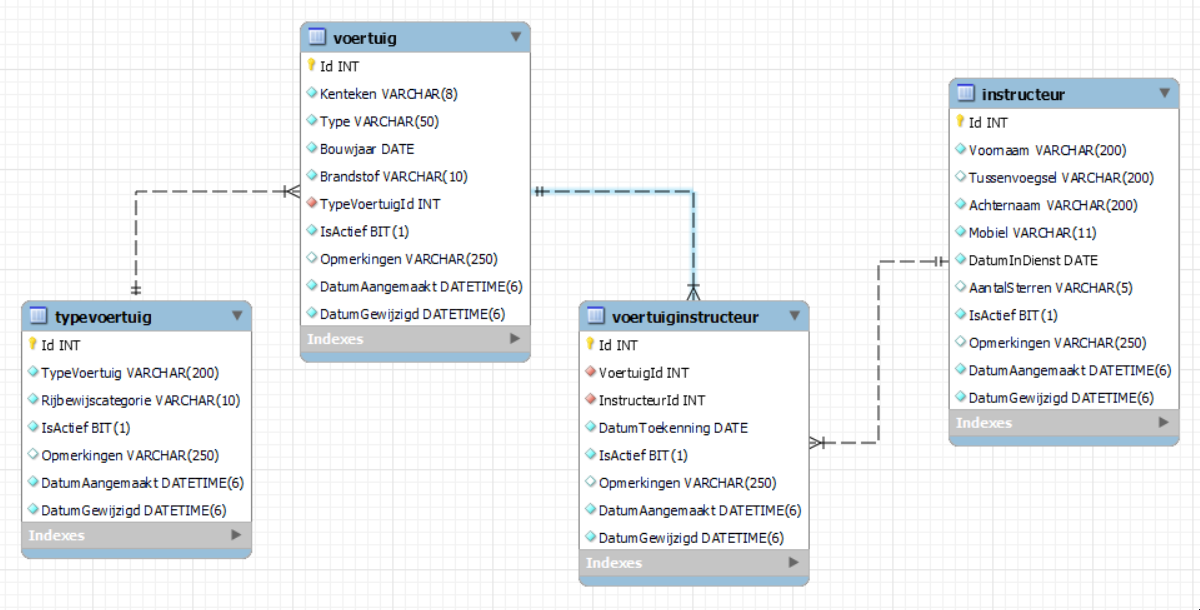 voertuig
Id INT
Kenteken VARCHAR(8)
Type VARCHAR(50)
Bouwjaar DATE
Brandstof VARCHAR(10)
TypeVoertuigId INT
IsActief BIT(1)
Opmerkingen VARCHAR(250)
DatumAangemaakt DATETIME(6)
DatumGewijzigd DATETIME(6)
Indexes
instructeur
Id INT
Voornaam VARCHAR(200)
Tussenvoegsel VARCHAR(200)
Achternaam VARCHAR(200)
Mobiel VARCHAR(11)
DatumInDienst DATE
AantalSterren VARCHAR(5)
IsActief BIT(1)
Opmerkingen VARCHAR(250)
DatumAangemaakt DATETIME(6)
DatumGewijzigd DATETIME(6)
Indexes
typevoertuig
Id INT
TypeVoertuig VARCHAR(200)
Rijbewijscategorie VARCHAR(10)
IsActief BIT(1)
Opmerkingen VARCHAR(250)
DatumAangemaakt DATETIME(6)
DatumGewijzigd DATETIME(6)
Indexes
voertuiginstructeur
Id INT
VoertuigId INT
InstructeurId INT
DatumToekenning DATE
IsActief BIT(1)
Opmerkingen VARCHAR(250)
DatumAangemaakt DATETIME(6)
DatumGewijzigd DATETIME(6)
Indexes